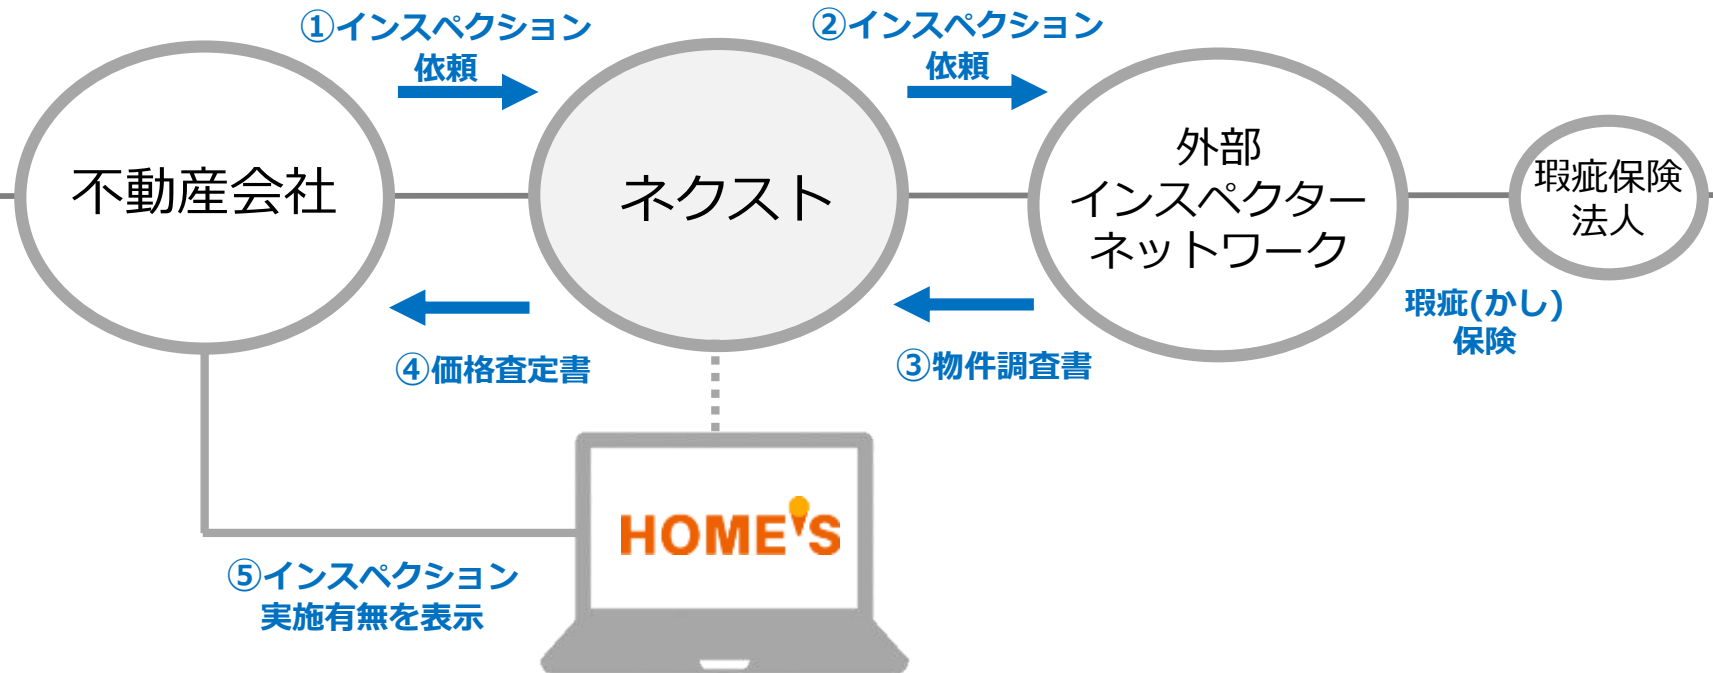 ①インスペクション
依頼
②インスペクション
依頼
不動産会社
ネクスト
外部
インスペクター
ネットワーク
瑕疵保険
法人
瑕疵(かし)
保険
④価格査定書
③物件調査書
HOME'S
⑤インスペクション
実施有無を表示